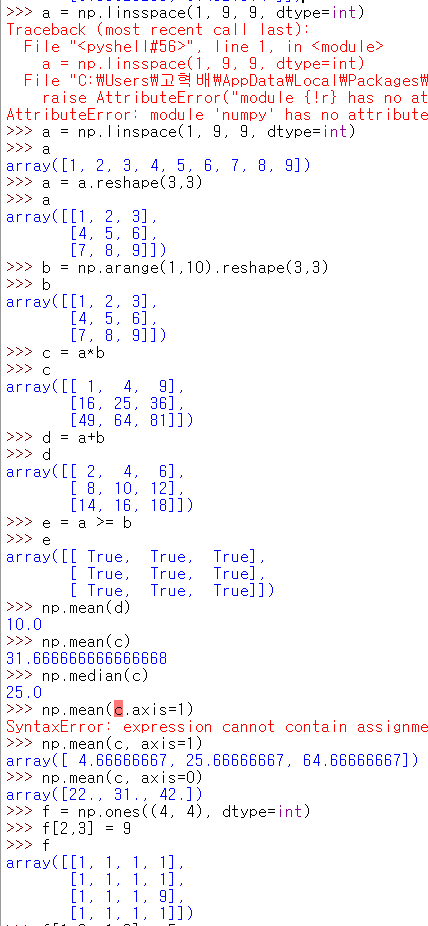 >>> a = np.linsspace(1, 9, 9, dtype=int)
Traceback (most recent call last):
  File "<pyshell#56>", line 1, in <module>
    a = np.linsspace(1, 9, 9, dtype=int)
  File "C:₩Users₩고혁배₩AppData₩Local₩Packages₩
    raise AttributeError("module {!r} has no at
AttributeError: module 'numpy' has no attribute
>>> a = np.linspace(1, 9, 9, dtype=int)
>>> a
array([1, 2, 3, 4, 5, 6, 7, 8, 9])
>>> a = a.reshape(3,3)
>>> a
array([[1, 2, 3],
       [4, 5, 6],
       [7, 8, 9]])
>>> b = np.arange(1,10).reshape(3,3)
>>> b
array([[1, 2, 3],
       [4, 5, 6],
       [7, 8, 9]])
>>> c = a*b
>>> c
array([[ 1,  4,  9],
       [16, 25, 36],
       [49, 64, 81]])
>>> d = a+b
>>> d
array([[ 2,  4,  6],
       [ 8, 10, 12],
       [14, 16, 18]])
>>> e = a >= b
>>> e
array([[ True,  True,  True],
       [ True,  True,  True],
       [ True,  True,  True]])
>>> np.mean(d)
10.0
>>> np.mean(c)
31.666666666666668
>>> np.median(c)
25.0
>>> np.mean(c.axis=1)
SyntaxError: expression cannot contain assignme
>>> np.mean(c, axis=1)
array([ 4.66666667, 25.66666667, 64.66666667])
>>> np.mean(c, axis=0)
array([22., 31., 42.])
>>> f = np.ones((4, 4), dtype=int)
>>> f[2,3] = 9
>>> f
array([[1, 1, 1, 1],
       [1, 1, 1, 1],
       [1, 1, 1, 9],
       [1, 1, 1, 1]])